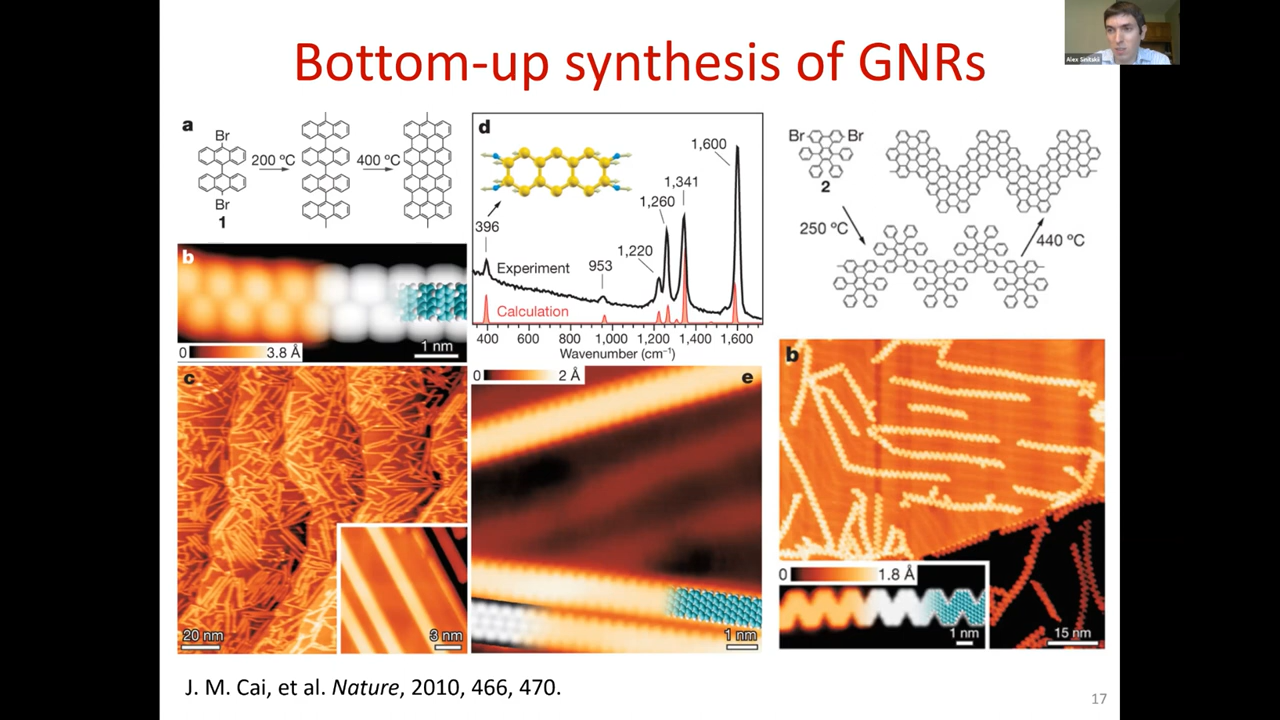 Bottom-up synthesis of GNRs
Alex Sinitskii
a
Br
Br
1
200 ºC
400 ºC
b
0 3.8 Å
1 nm
c
20 nm
3 nm
d
396
953
1,220
1,260
1,341
1,600
Experiment
Calculation
400 600 800 1,000 1,200 1,400 1,600
Wavenumber (cm⁻¹)
0 2 Å
e
1 nm
Br Br
2
250 ºC
440 ºC
b
0 1.8 Å
1 nm
15 nm
J. M. Cai, et al. Nature, 2010, 466, 470.
17